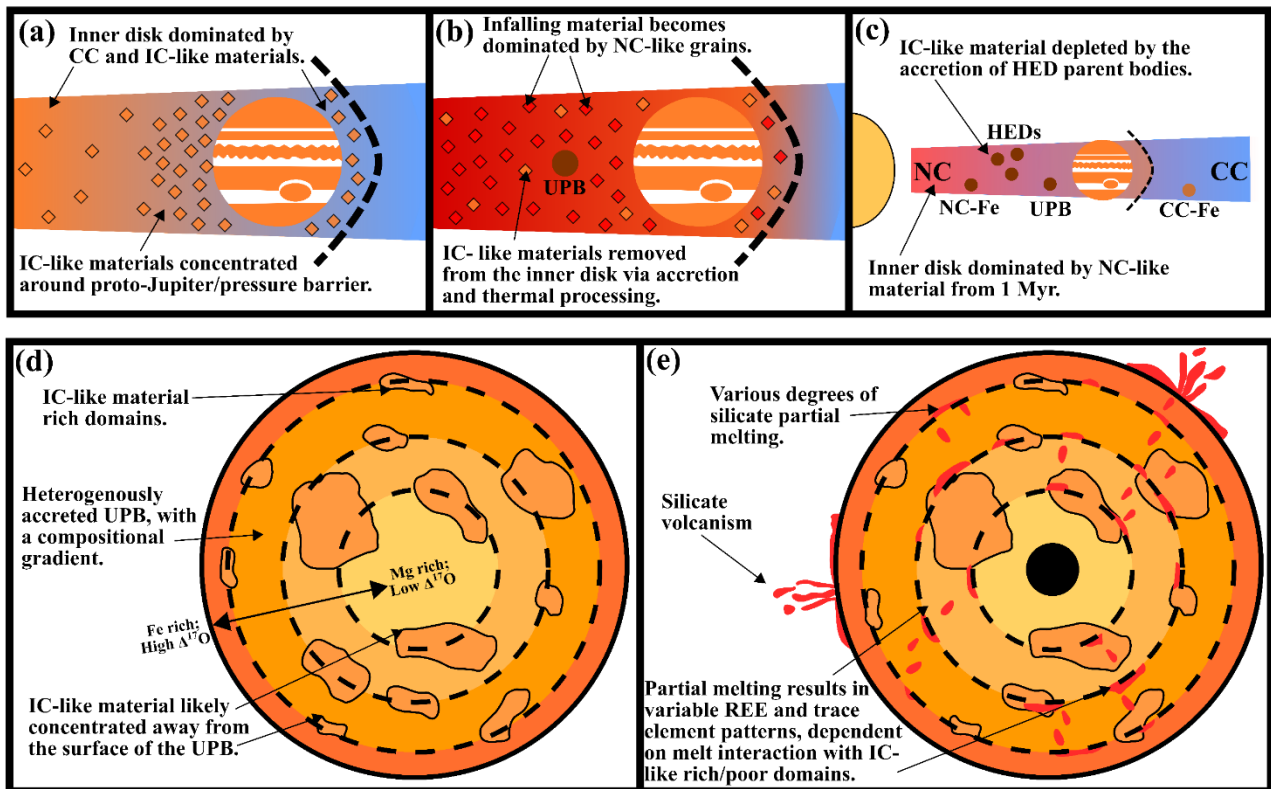 (a)
Inner disk dominated by
CC and IC-like materials.
IC-like materials concentrated
around proto-Jupiter/pressure barrier.
(b)
Infalling material becomes
dominated by NC-like grains.
UPB
IC- like materials removed
from the inner disk via accretion
and thermal processing.
(c)
IC-like material depleted by the
accretion of HED parent bodies.
HEDs
NC
CC
NC-Fe
UPB
CC-Fe
Inner disk dominated by NC-like
material from 1 Myr.
(d)
IC-like material
rich domains.
Heterogenously
accreted UPB, with
a compositional
gradient.
Mg rich;
Low Δ¹⁷O
Fe rich;
High Δ¹⁷O
IC-like material likely
concentrated away from
the surface of the UPB.
(e)
Various degrees of
silicate partial
melting.
Silicate
volcanism
Partial melting results in
variable REE and trace
element patterns, dependent
on melt interaction with IC-
like rich/poor domains.